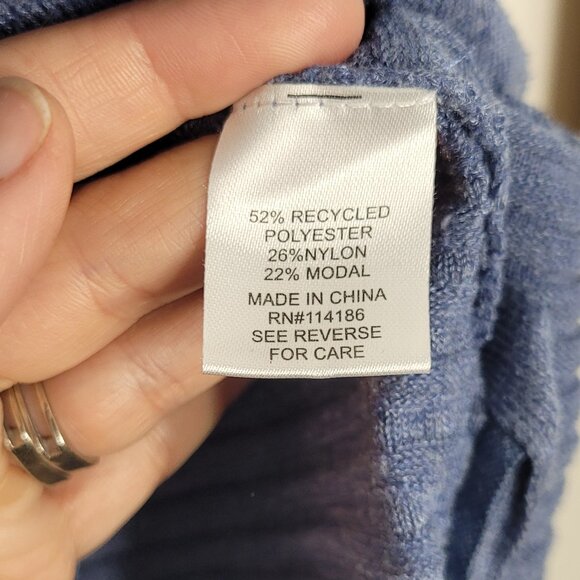 52% RECYCLED
POLYESTER
26%NYLON
22% MODAL
MADE IN CHINA
RN#114186
SEE REVERSE
FOR CARE